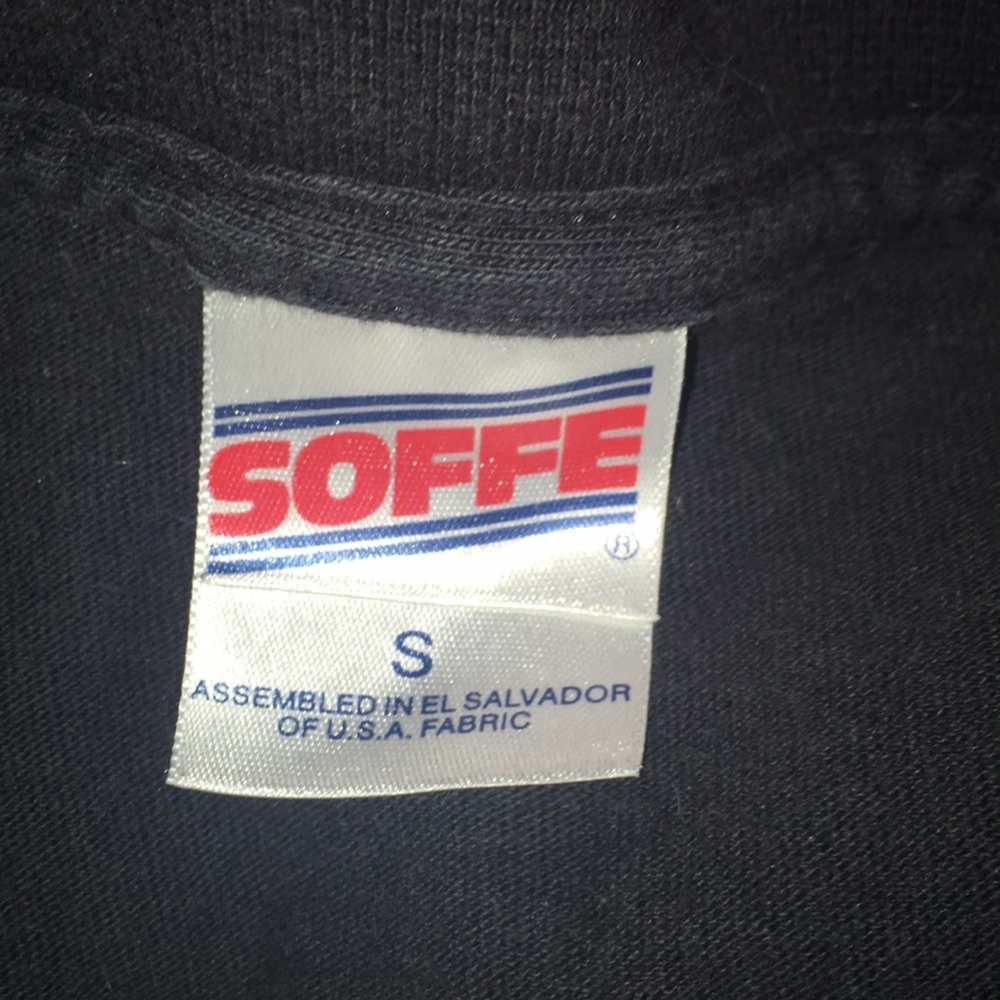 SOFFE
®
S
ASSEMBLED IN EL SALVADOR
OF U.S.A. FABRIC